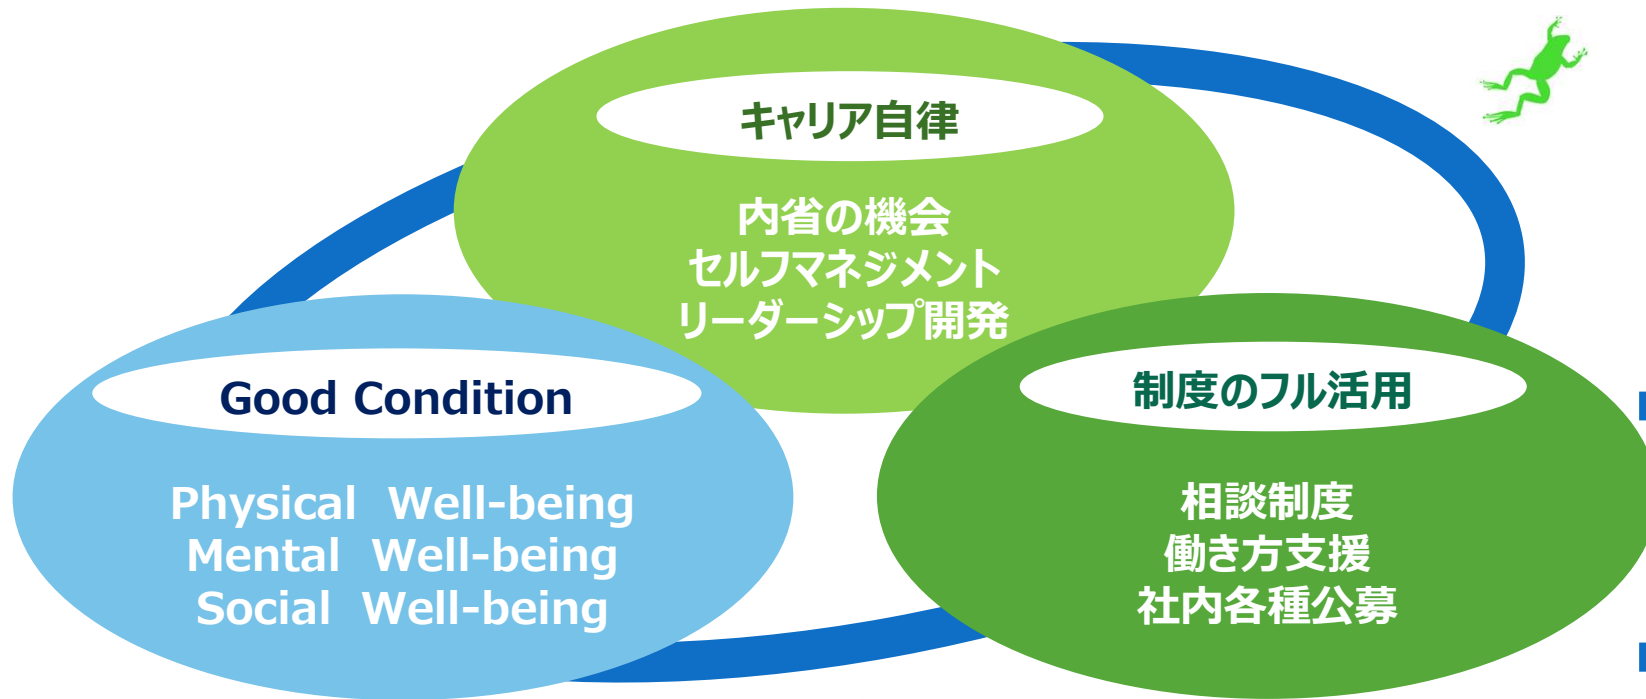 キャリア自律
内省の機会
セルフマネジメント
リーダーシップ開発
Good Condition
Physical Well-being
Mental Well-being
Social Well-being
制度のフル活用
相談制度
働き方支援
社内各種公募